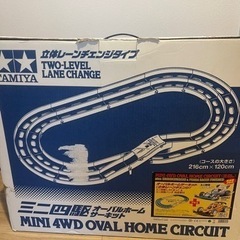 TAMIYA
立体レーンチェンジタイプ
TWO-LEVEL
LANE CHANGE
(コースの大きさ)
216cm×120cm
ミニ四駆 オーバルホーム
サーキット
MINI 4WD OVAL HOME CIRCUIT